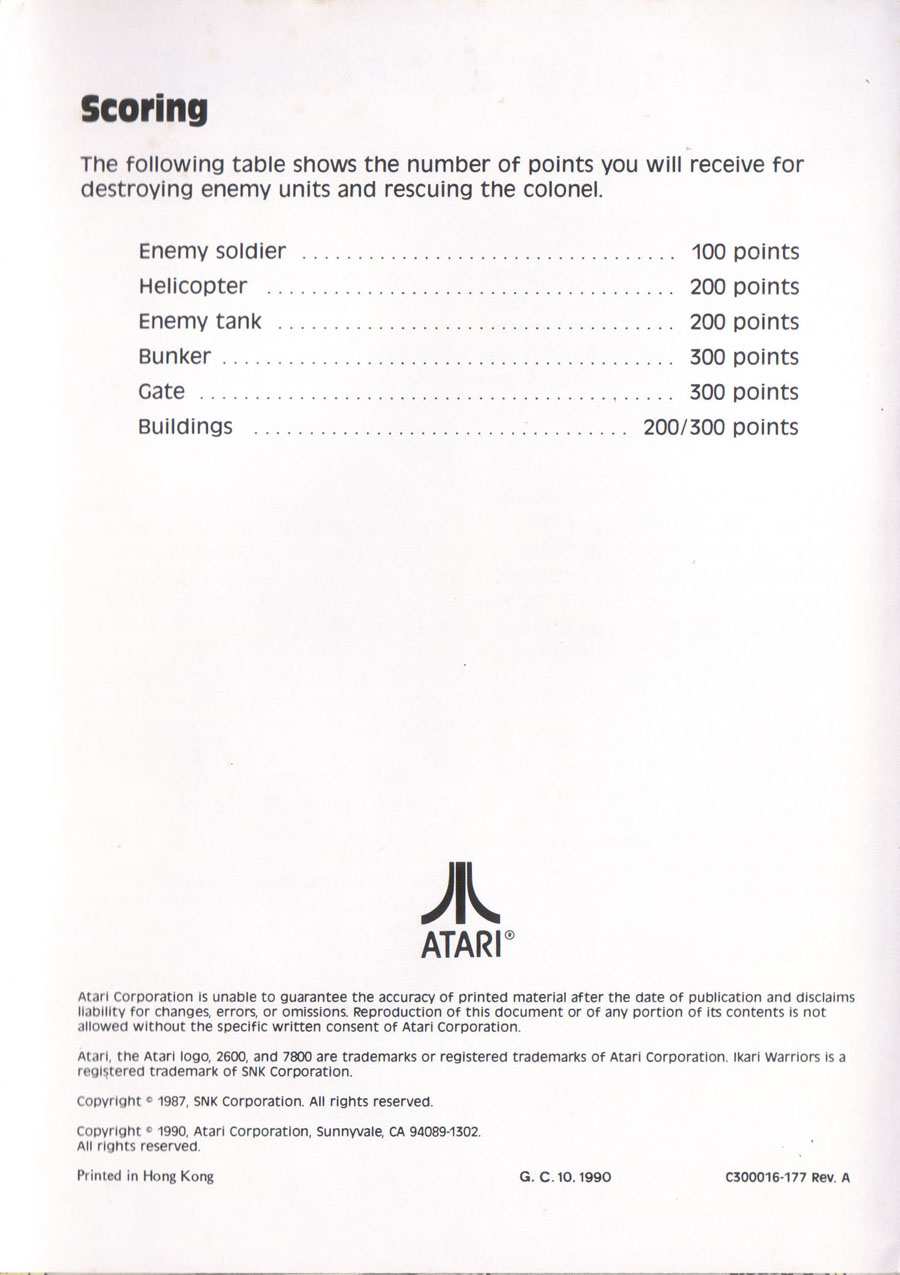 Scoring
The following table shows the number of points you will receive for
destroying enemy units and rescuing the colonel.
Enemy soldier .................................. 100 points
Helicopter ..................................... 200 points
Enemy tank .................................... 200 points
Bunker ......................................... 300 points
Gate ........................................... 300 points
Buildings .................................. 200/300 points
ATARI®
Atari Corporation is unable to guarantee the accuracy of printed material after the date of publication and disclaims
liability for changes, errors, or omissions. Reproduction of this document or of any portion of its contents is not
allowed without the specific written consent of Atari Corporation.
Atari, the Atari logo, 2600, and 7800 are trademarks or registered trademarks of Atari Corporation. Ikari Warriors is a
registered trademark of SNK Corporation.
Copyright © 1987, SNK Corporation. All rights reserved.
Copyright © 1990, Atari Corporation, Sunnyvale, CA 94089-1302.
All rights reserved.
Printed in Hong Kong G. C. 10. 1990 C300016-177 Rev. A